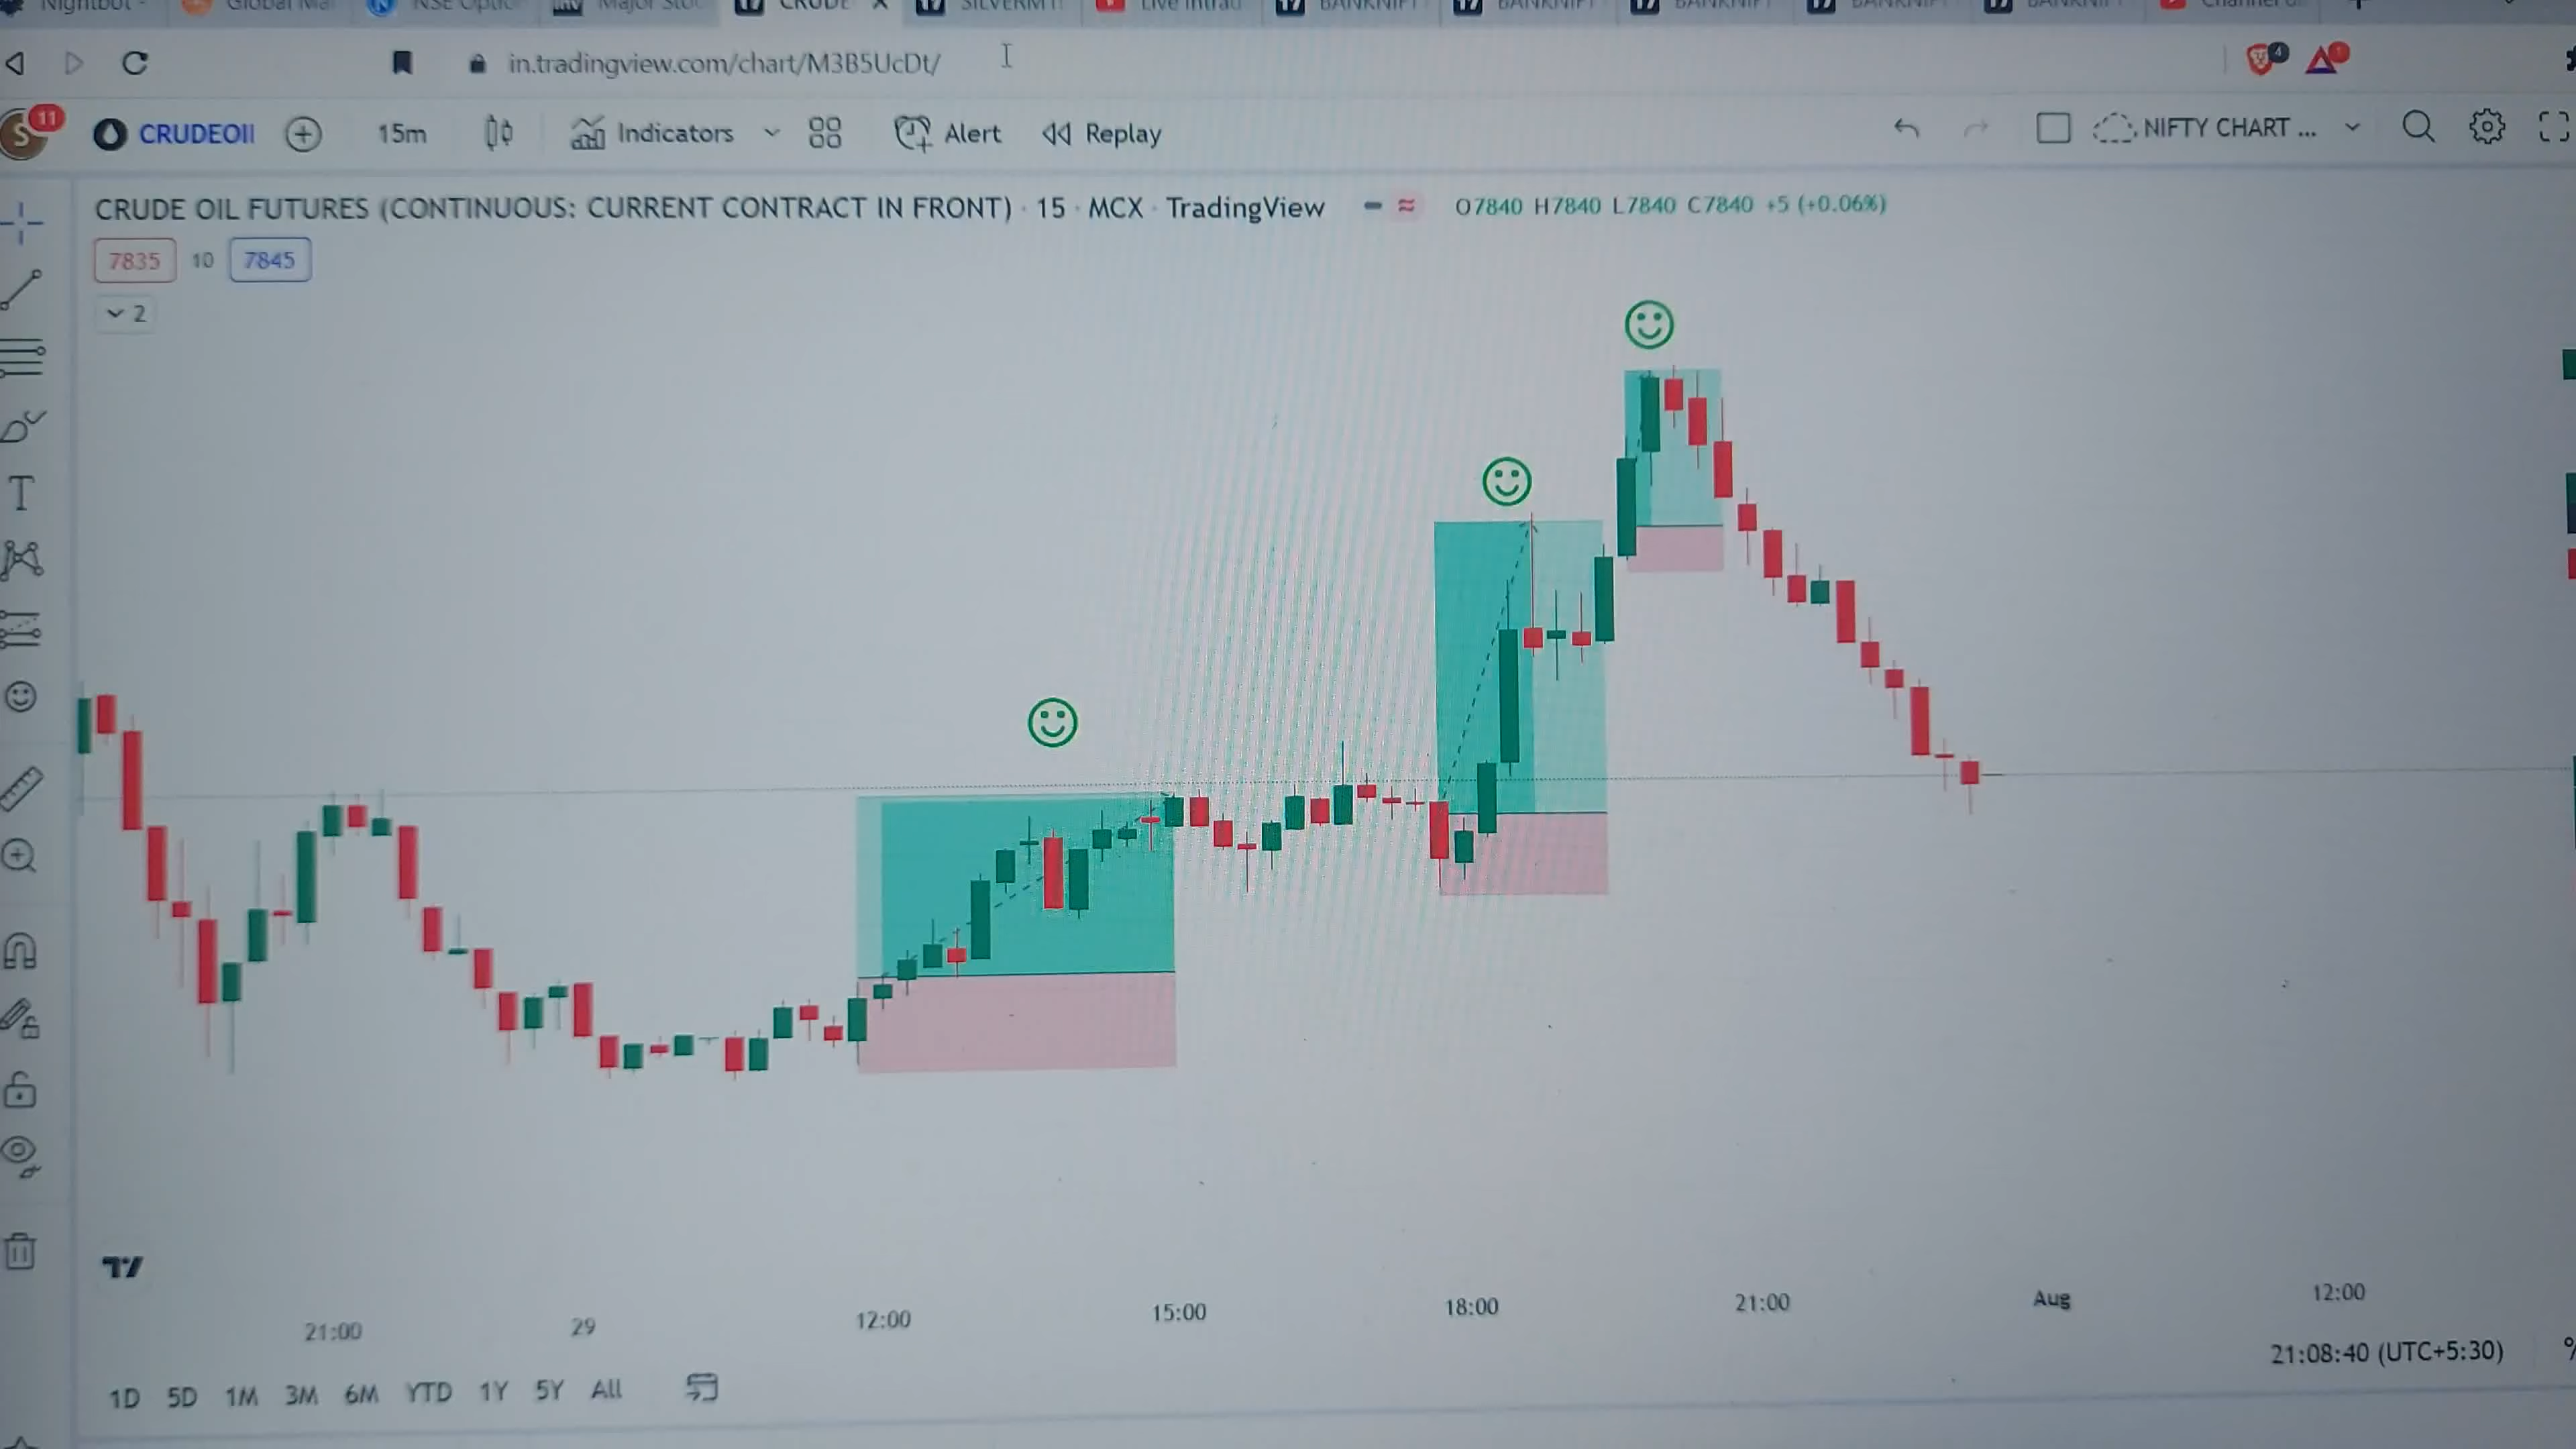 in.tradingview.com/chart/M3B5UcDt/
S 11 CRUDEOIl 15m Indicators Alert Replay NIFTY CHART ...
CRUDE OIL FUTURES (CONTINUOUS: CURRENT CONTRACT IN FRONT) · 15 · MCX · TradingView O7840 H7840 L7840 C7840 +5 (+0.06%)
7835 10 7845
2
21:00 29 12:00 15:00 18:00 21:00 Aug 12:00
21:08:40 (UTC+5:30) %
1D 5D 1M 3M 6M YTD 1Y 5Y All